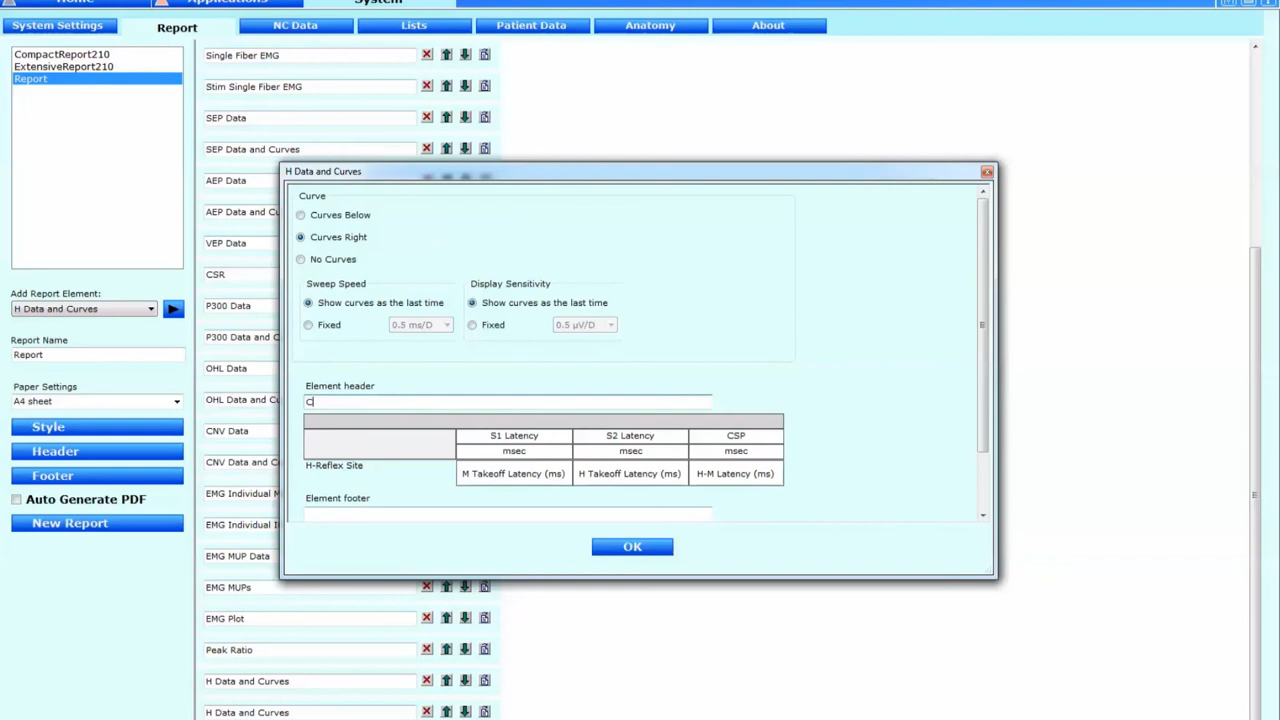 Home
Applications
System
System Settings
Report
NC Data
Lists
Patient Data
Anatomy
About
CompactReport210
ExtensiveReport210
Report
Add Report Element:
H Data and Curves
Report Name
Report
Paper Settings
A4 sheet
Style
Header
Footer
Auto Generate PDF
New Report
Single Fiber EMG
Stim Single Fiber EMG
SEP Data
SEP Data and Curves
AEP Data
AEP Data and Cu
VEP Data
CSR
P300 Data
P300 Data and
OHL Data
OHL Data and Cu
CNV Data
CNV Data and C
EMG Individual M
EMG Individual I
EMG MUP Data
EMG MUPs
EMG Plot
Peak Ratio
H Data and Curves
H Data and Curves
H Data and Curves
Curve
Curves Below
Curves Right
No Curves
Sweep Speed
Show curves as the last time
Fixed 0.5 ms/D
Display Sensitivity
Show curves as the last time
Fixed 0.5 µV/D
Element header
C
S1 Latency S2 Latency CSP
msec msec msec
H-Reflex Site M Takeoff Latency (ms) H Takeoff Latency (ms) H-M Latency (ms)
Element footer
OK